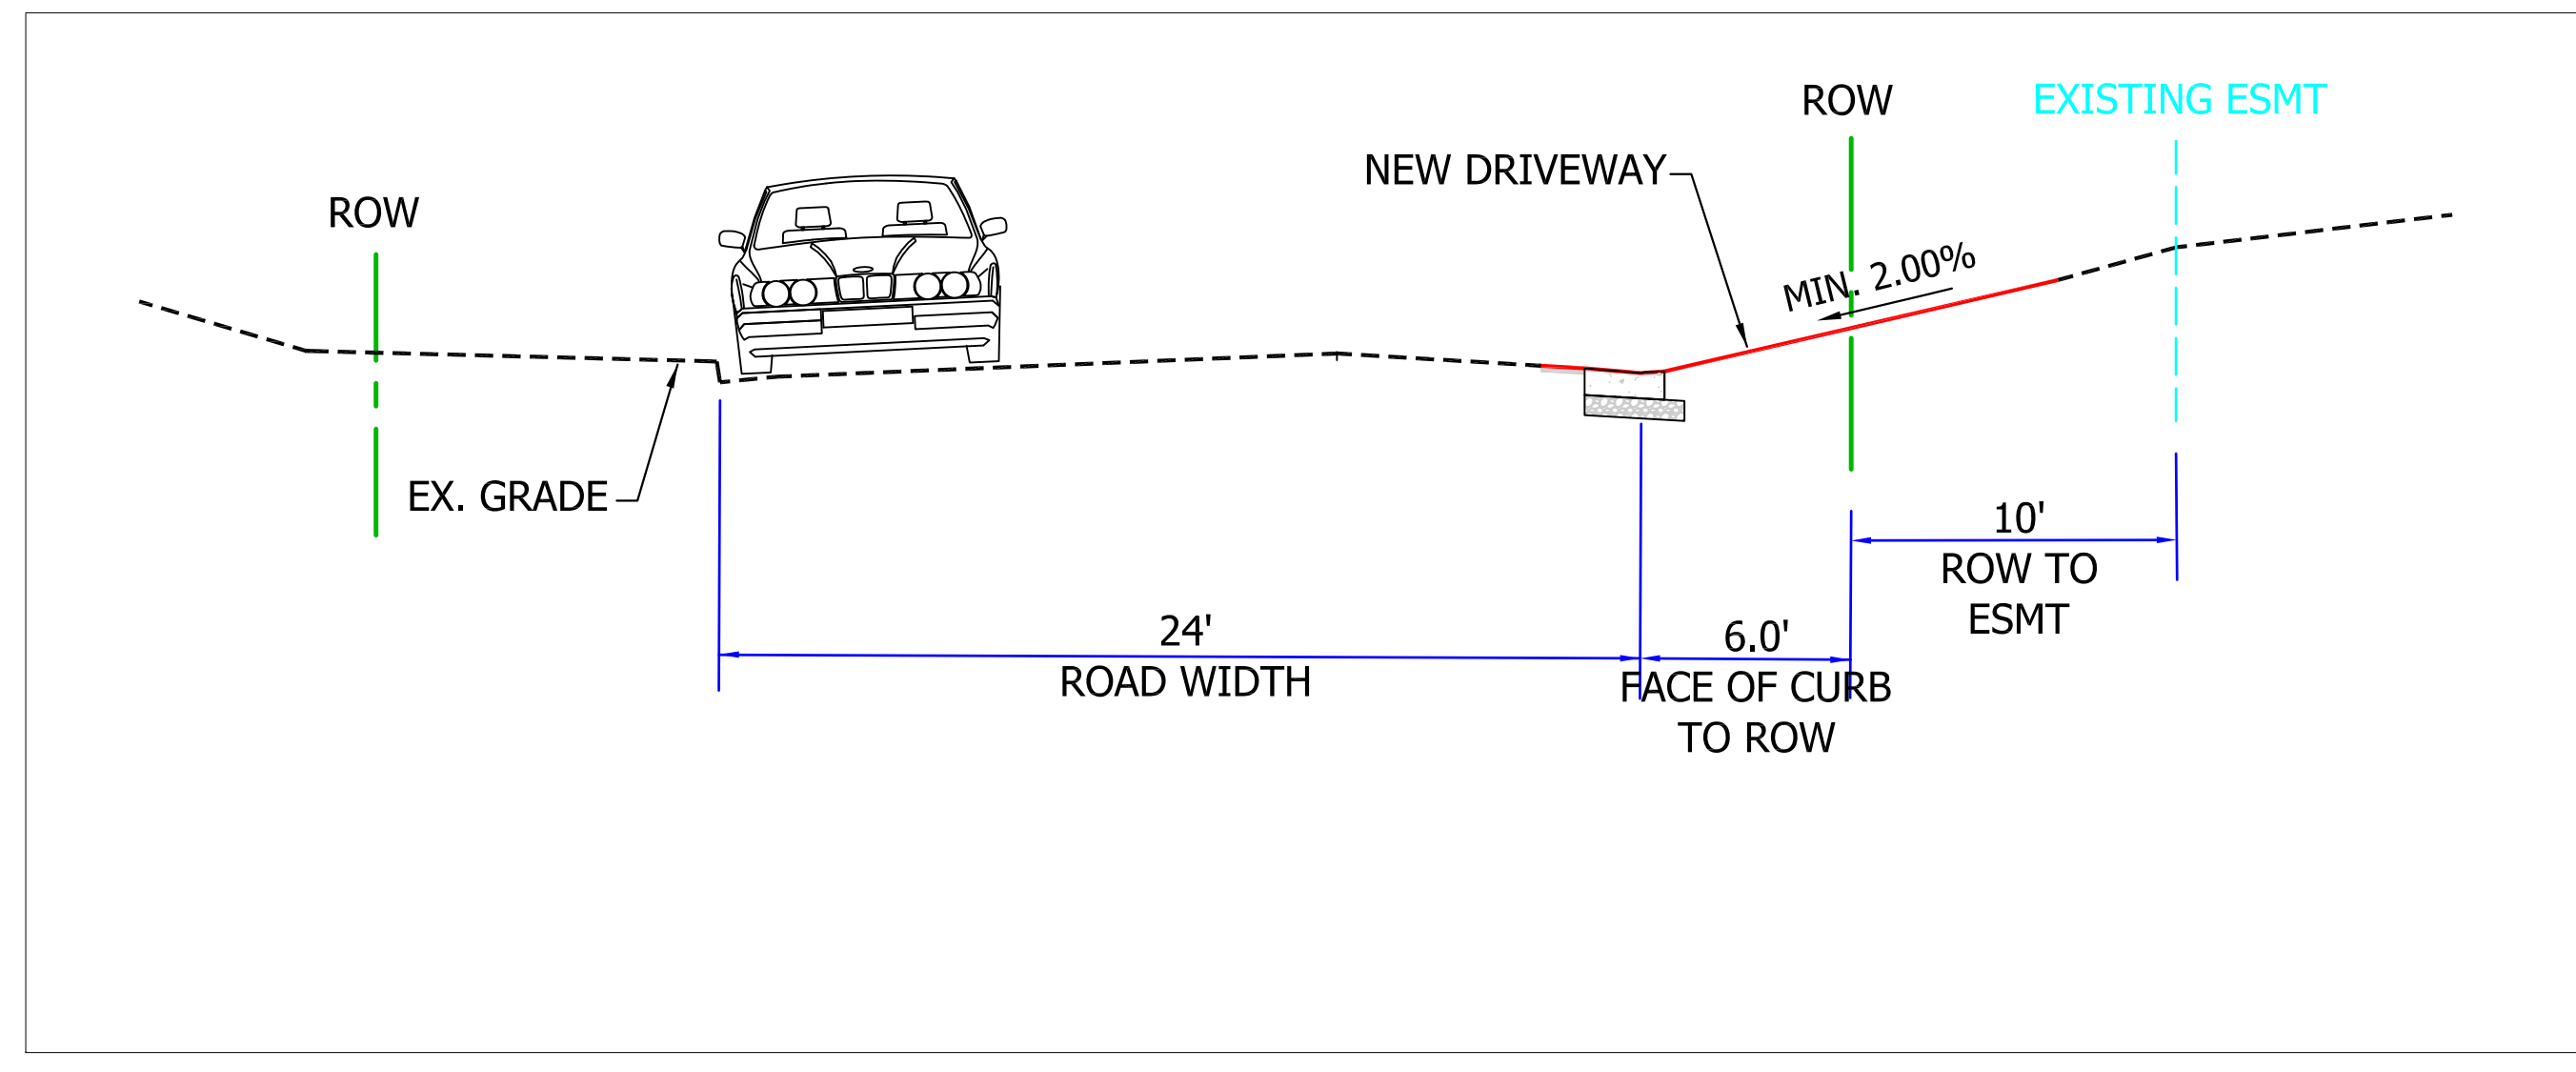 ROW
EXISTING ESMT
NEW DRIVEWAY
ROW
MIN. 2.00%
EX. GRADE
10'
ROW TO
ESMT
24'
ROAD WIDTH
6.0'
FACE OF CURB
TO ROW